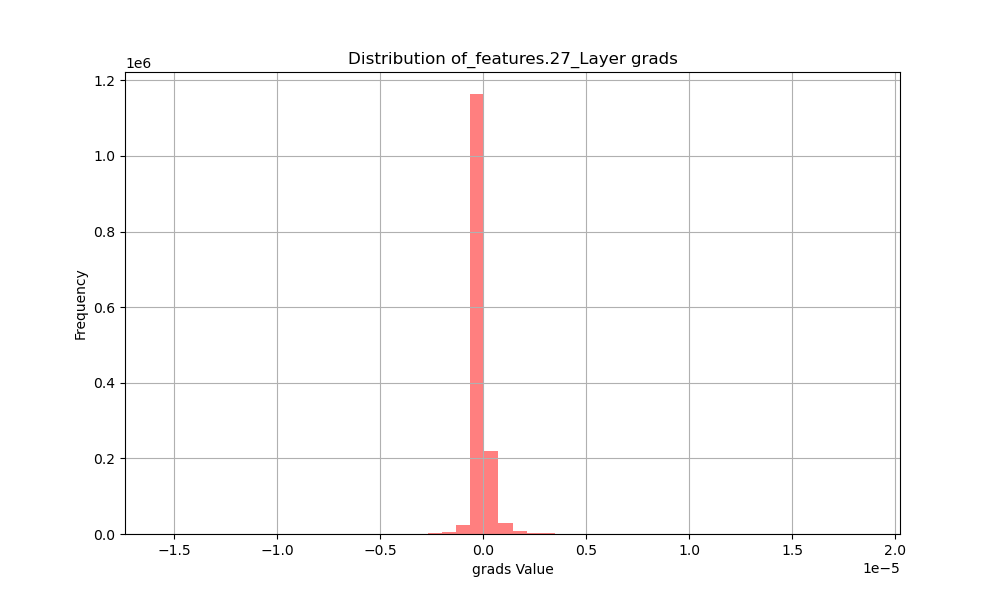 Distribution of_features.27_Layer grads
1e6
1.2
1.0
0.8
0.6
0.4
0.2
0.0
Frequency
−1.5 −1.0 −0.5 0.0 0.5 1.0 1.5 2.0
grads Value
1e−5